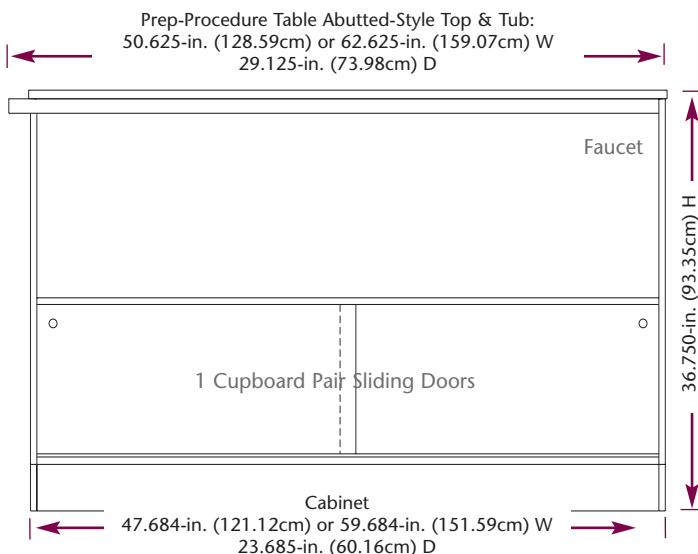 Prep-Procedure Table Abutted-Style Top & Tub:
50.625-in. (128.59cm) or 62.625-in. (159.07cm) W
29.125-in. (73.98cm) D
Faucet
36.750-in. (93.35cm) H
1 Cupboard Pair Sliding Doors
Cabinet
47.684-in. (121.12cm) or 59.684-in. (151.59cm) W
23.685-in. (60.16cm) D